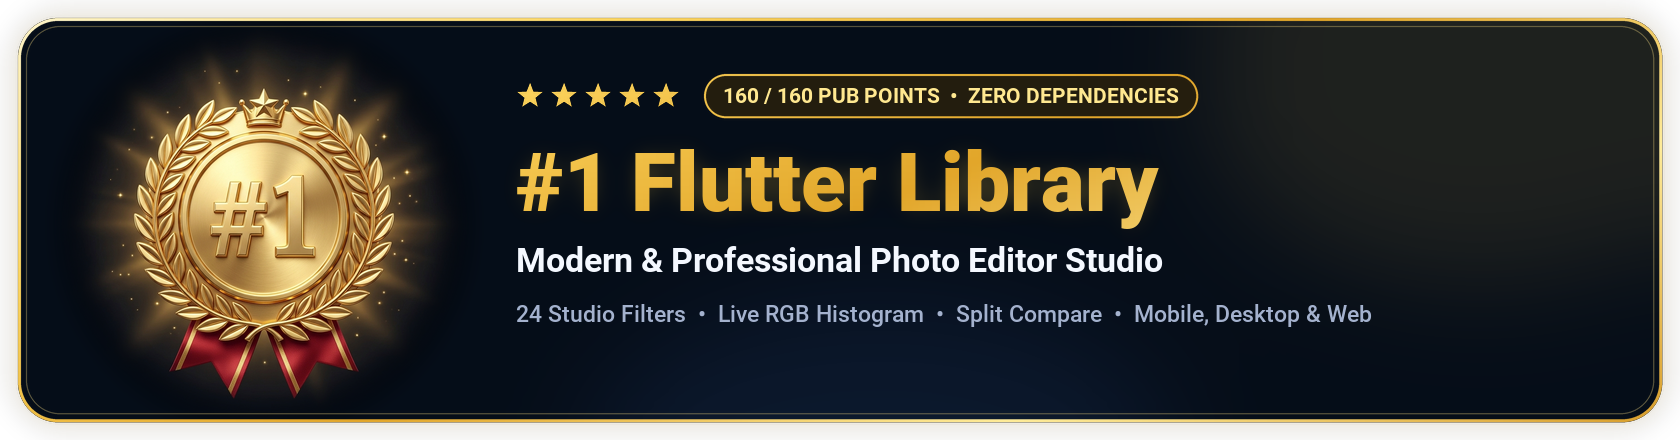 #1
★★★★★ 160 / 160 PUB POINTS • ZERO DEPENDENCIES
#1 Flutter Library
Modern & Professional Photo Editor Studio
24 Studio Filters • Live RGB Histogram • Split Compare • Mobile, Desktop & Web